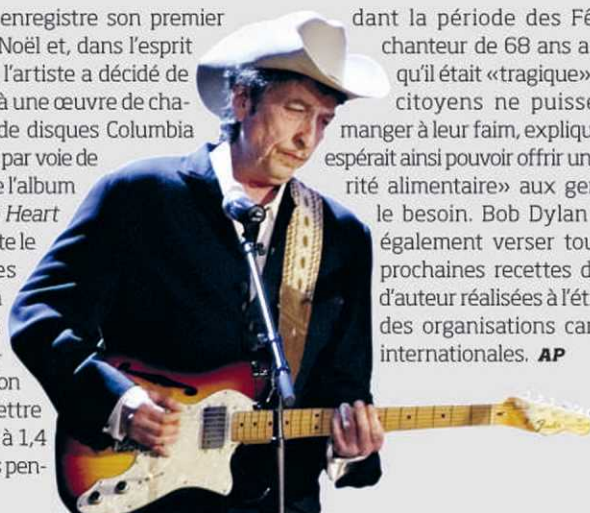 enregistre son premier
Noël et, dans l'esprit
l'artiste a décidé de
à une œuvre de cha-
de disques Columbia
par voie de
l'album
Heart
te le
es
on
ettre
à 1,4
pen-
dant la période des Fê
chanteur de 68 ans a
qu'il était «tragique»
citoyens ne puisse
manger à leur faim, expliqu
espérait ainsi pouvoir offrir un
rité alimentaire» aux ge
le besoin. Bob Dylan
également verser tou
prochaines recettes d
d'auteur réalisées à l'ét
des organisations car
internationales. AP
Fender